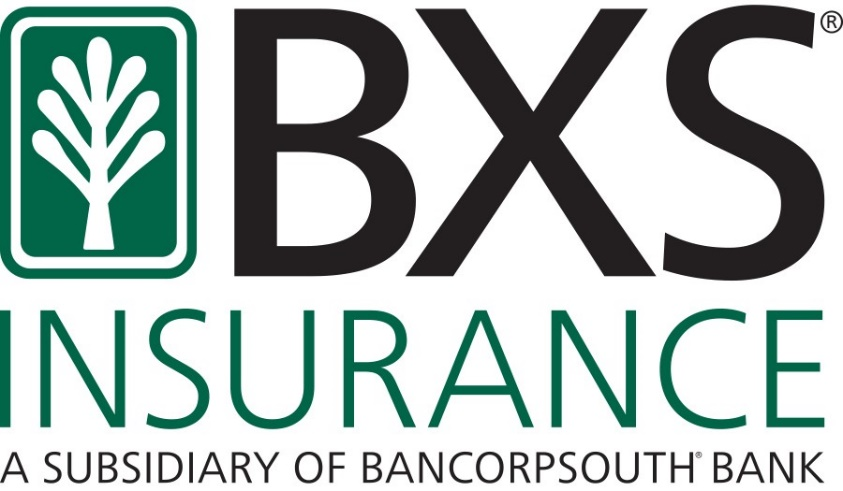 BXS®
INSURANCE
A SUBSIDIARY OF BANCORPSOUTH® BANK